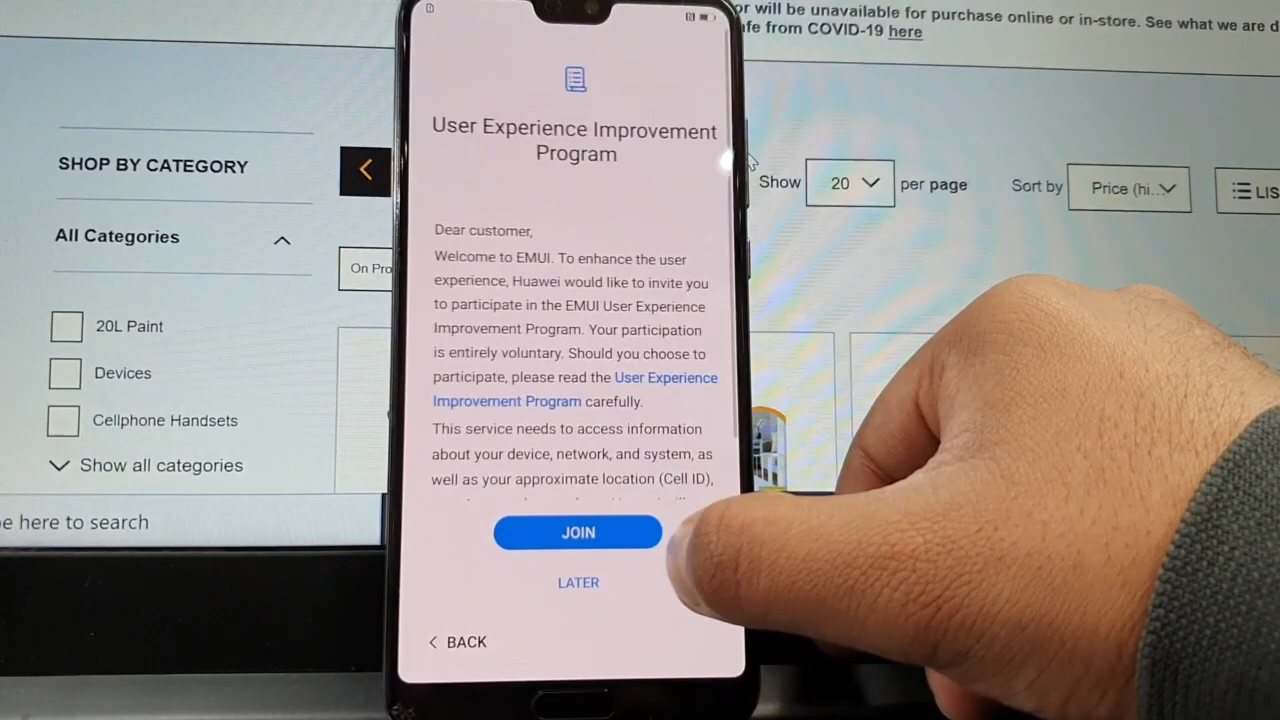 or will be unavailable for purchase online or in-store. See what we are d
fe from COVID-19 here
SHOP BY CATEGORY
All Categories
20L Paint
Devices
Cellphone Handsets
Show all categories
e here to search
On Pro
Show 20 per page
Sort by Price (hi...
LIS
User Experience Improvement
Program
Dear customer,
Welcome to EMUI. To enhance the user
experience, Huawei would like to invite you
to participate in the EMUI User Experience
Improvement Program. Your participation
is entirely voluntary. Should you choose to
participate, please read the User Experience
Improvement Program carefully.
This service needs to access information
about your device, network, and system, as
well as your approximate location (Cell ID),
JOIN
LATER
BACK